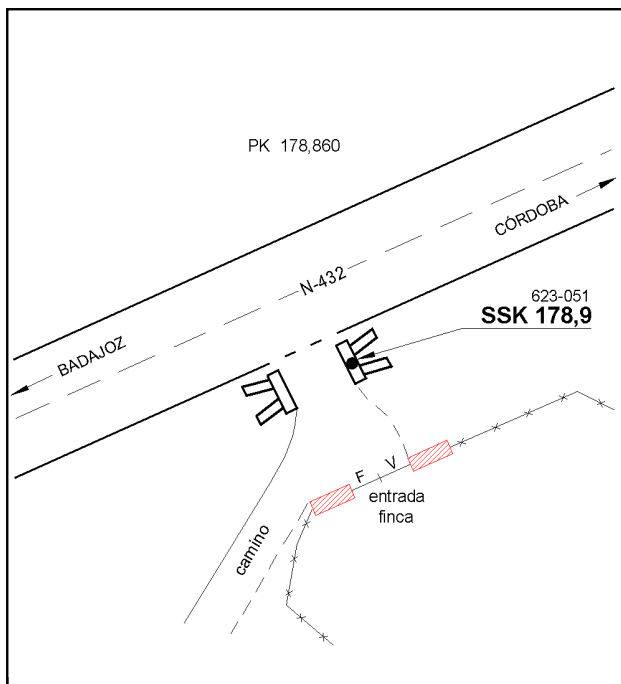 PK 178,860
CÓRDOBA
N-432
623-051
SSK 178,9
BADAJOZ
F V
entrada
finca
camino